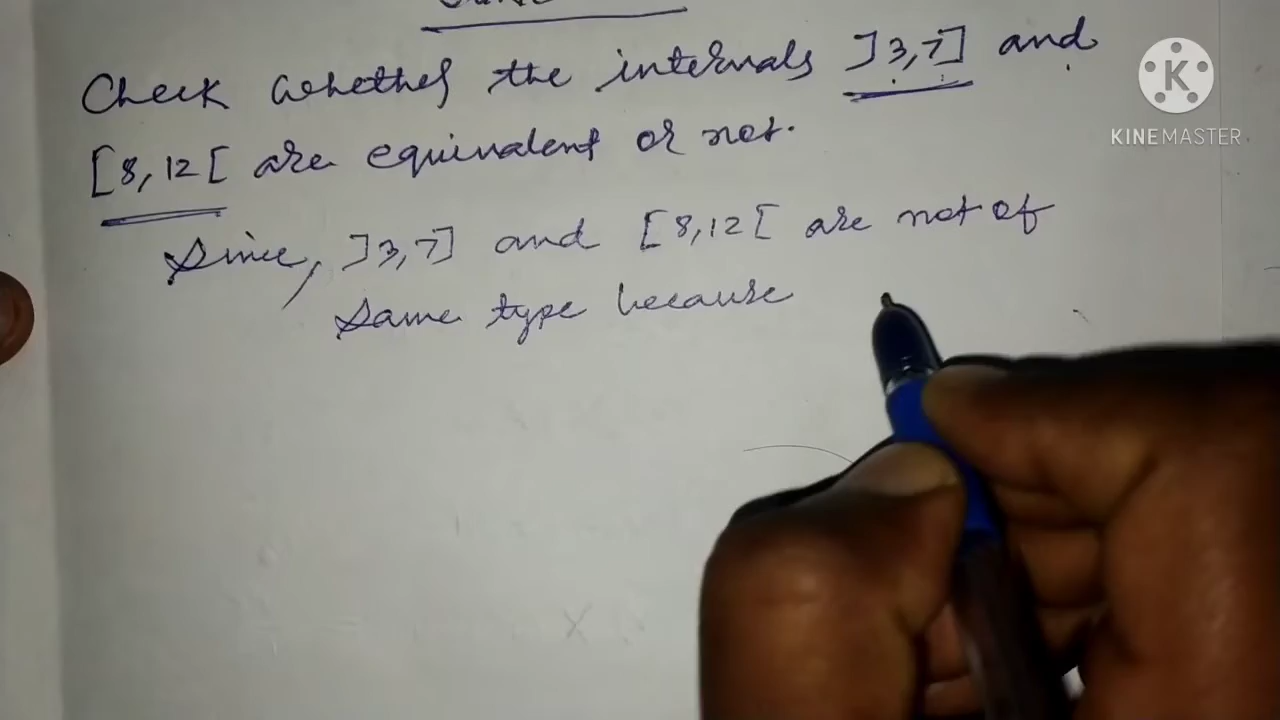 Check whether the intervals ]3,7] and
[8,12[ are equivalent or not.
Since, ]3,7] and [8,12[ are not of
same type because
KINEMASTER